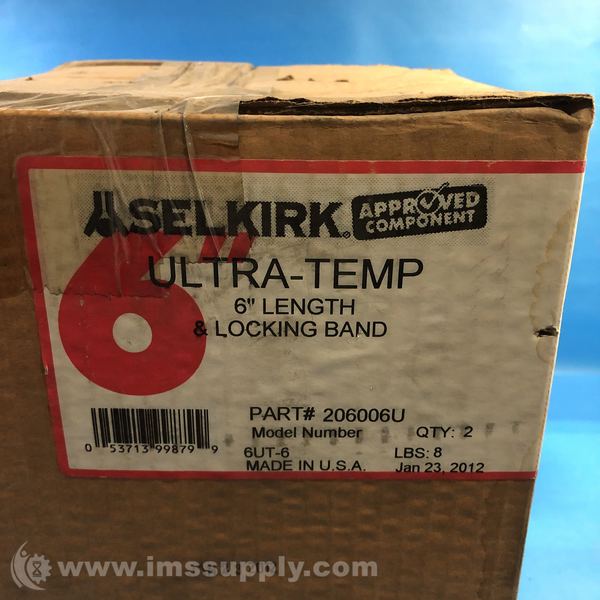 SELKIRK®
APPROVED
COMPONENT
6"
ULTRA-TEMP
6" LENGTH
& LOCKING BAND
PART# 206006U
Model Number QTY: 2
0 53713 99879 9
6UT-6 LBS: 8
MADE IN U.S.A. Jan 23, 2012
www.imssupply.com